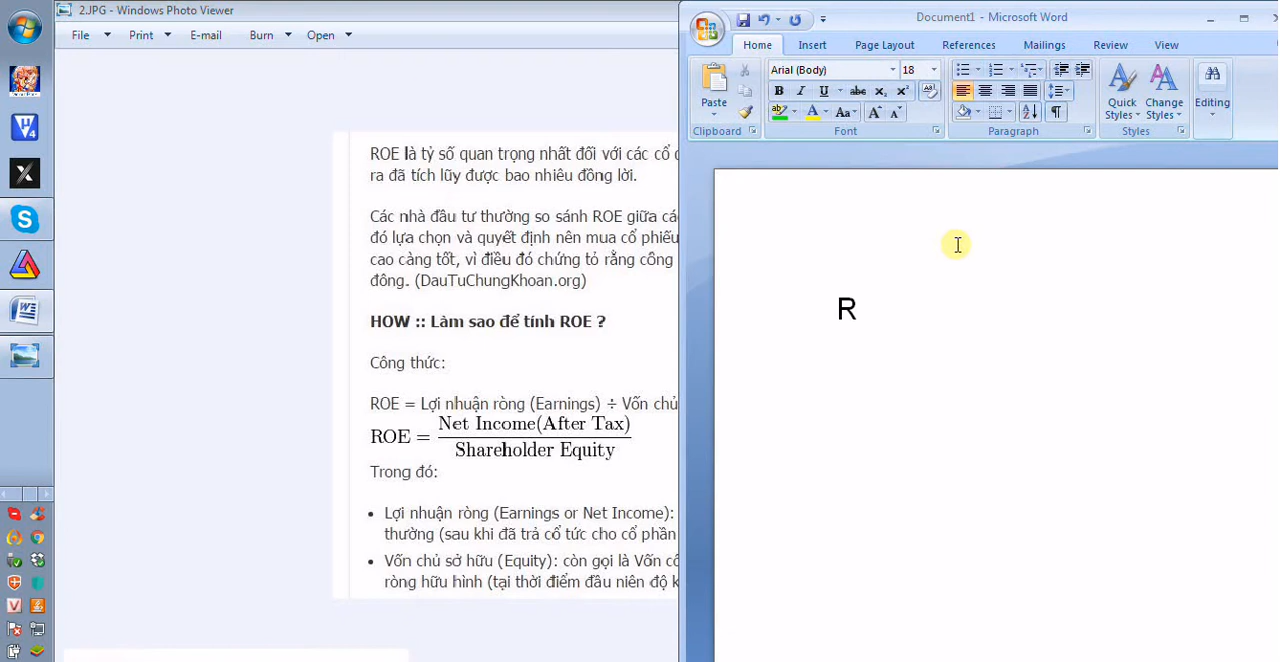 2.JPG - Windows Photo Viewer
File Print E-mail Burn Open
ROE là tỷ số quan trọng nhất đối với các cổ
ra đã tích lũy được bao nhiêu đồng lời.
Các nhà đầu tư thường so sánh ROE giữa
đó lựa chọn và quyết định nên mua cổ phiếu
cao càng tốt, vì điều đó chứng tỏ rằng công
đông. (DauTuChungKhoan.org)
HOW :: Làm sao để tính ROE ?
Công thức:
ROE = Lợi nhuận ròng (Earnings) ÷ Vốn chủ
ROE = Net Income(After Tax)
Shareholder Equity
Trong đó:
• Lợi nhuận ròng (Earnings or Net Income):
thường (sau khi đã trả cổ tức cho cổ phần
• Vốn chủ sở hữu (Equity): còn gọi là Vốn
ròng hữu hình (tại thời điểm đầu niên độ
Document1 - Microsoft Word
Home Insert Page Layout References Mailings Review View
Arial (Body) 18
Paste
Quick Styles
Change Styles
Editing
Clipboard Font Paragraph Styles
R